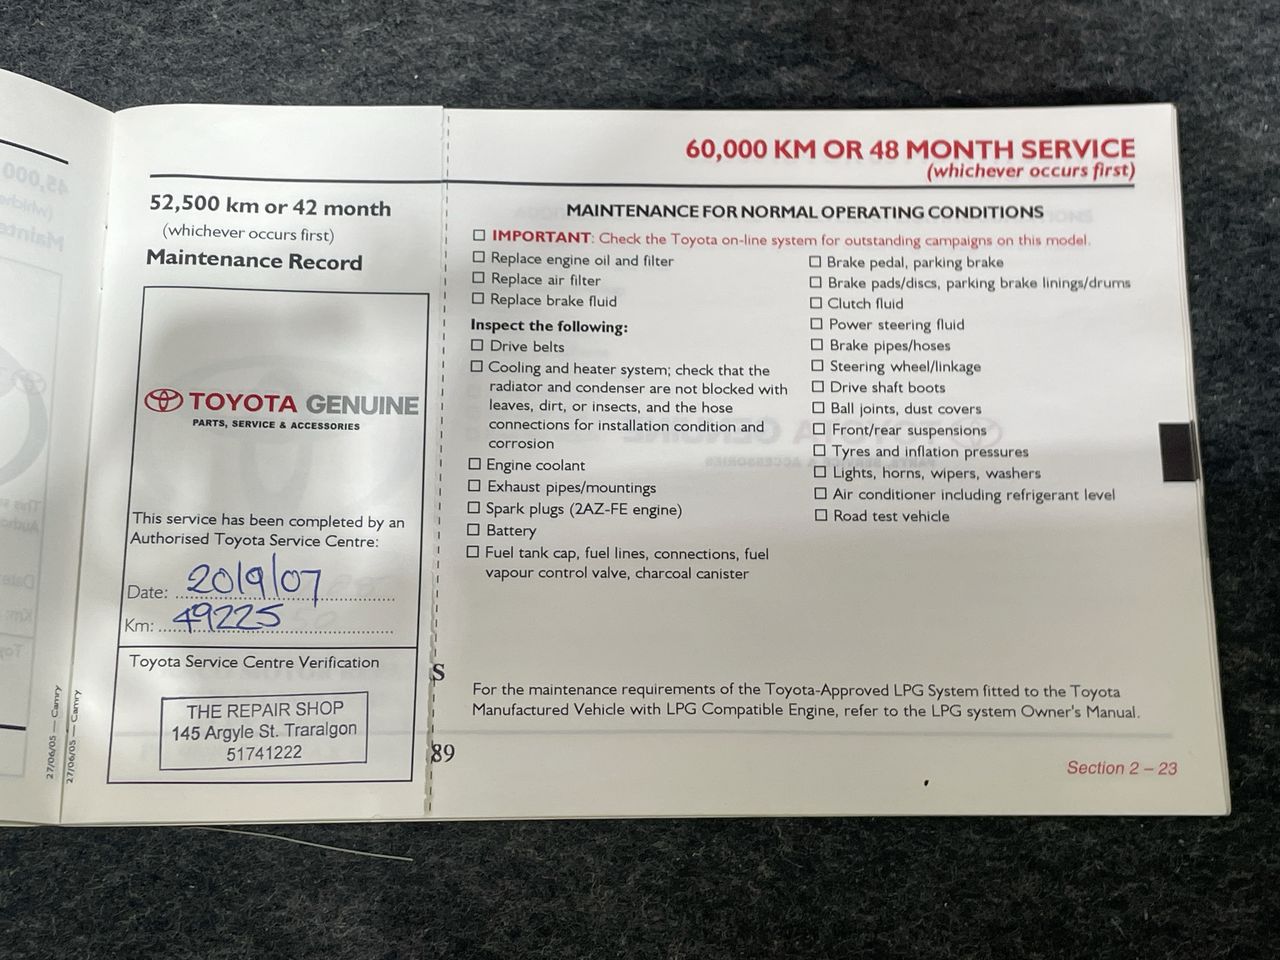 52,500 km or 42 month
(whichever occurs first)
Maintenance Record
TOYOTA GENUINE
PARTS, SERVICE & ACCESSORIES
This service has been completed by an
Authorised Toyota Service Centre:
Date: 20/9/07
Km: 49225
Toyota Service Centre Verification
THE REPAIR SHOP
145 Argyle St. Traralgon
51741222
27/06/05 — Camry
27/06/05 — Camry
S
89
60,000 KM OR 48 MONTH SERVICE
(whichever occurs first)
MAINTENANCE FOR NORMAL OPERATING CONDITIONS
IMPORTANT: Check the Toyota on-line system for outstanding campaigns on this model.
Replace engine oil and filter
Replace air filter
Replace brake fluid
Inspect the following:
Drive belts
Cooling and heater system; check that the
radiator and condenser are not blocked with
leaves, dirt, or insects, and the hose
connections for installation condition and
corrosion
Engine coolant
Exhaust pipes/mountings
Spark plugs (2AZ-FE engine)
Battery
Fuel tank cap, fuel lines, connections, fuel
vapour control valve, charcoal canister
Brake pedal, parking brake
Brake pads/discs, parking brake linings/drums
Clutch fluid
Power steering fluid
Brake pipes/hoses
Steering wheel/linkage
Drive shaft boots
Ball joints, dust covers
Front/rear suspensions
Tyres and inflation pressures
Lights, horns, wipers, washers
Air conditioner including refrigerant level
Road test vehicle
For the maintenance requirements of the Toyota-Approved LPG System fitted to the Toyota
Manufactured Vehicle with LPG Compatible Engine, refer to the LPG system Owner's Manual.
Section 2 – 23